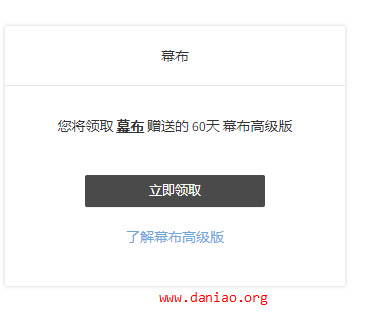 幕布
您将领取 幕布 赠送的 60天 幕布高级版
立即领取
了解幕布高级版
www.daniao.org